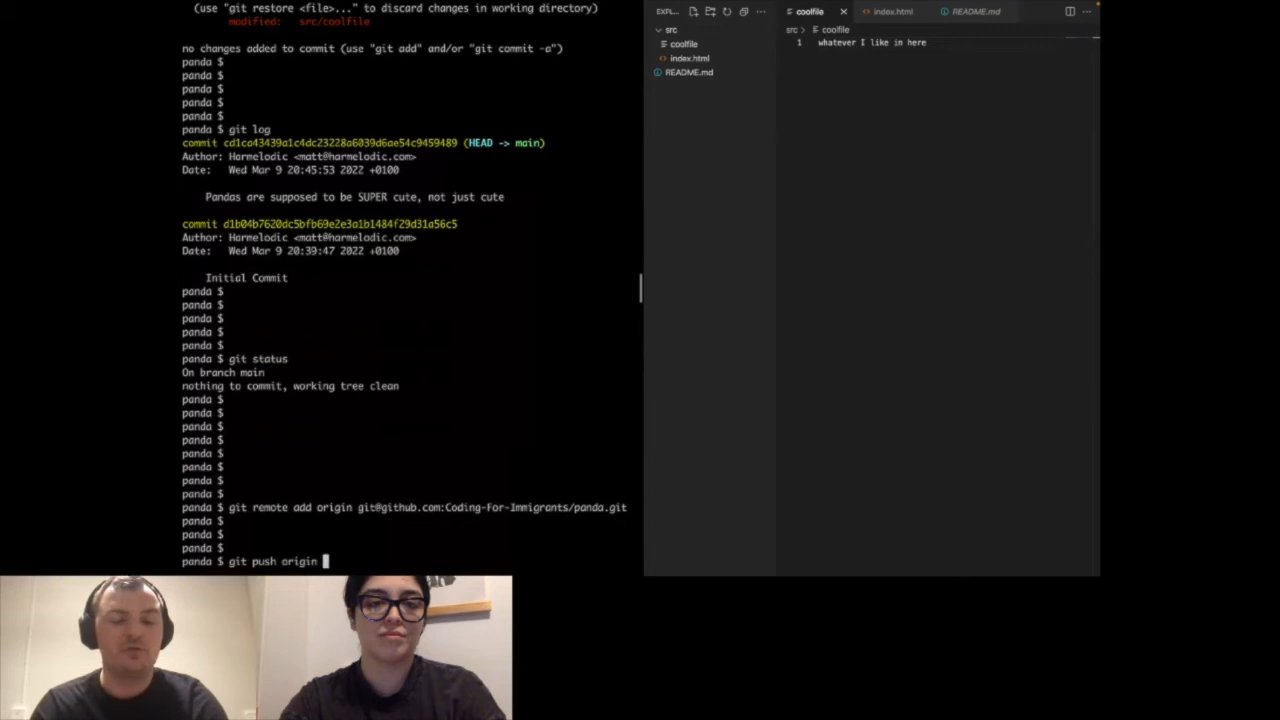 (use "git restore <file>..." to discard changes in working directory)
modified:   src/coolfile
no changes added to commit (use "git add" and/or "git commit -a")
panda $
panda $
panda $
panda $
panda $
panda $ git log
commit cd1ca43439a1c4dc23228a6039d6ae54c9459489 (HEAD -> main)
Author: Harmelodic <matt@harmelodic.com>
Date:   Wed Mar 9 20:45:53 2022 +0100
Pandas are supposed to be SUPER cute, not just cute
commit d1b04b7620dc5bfb69e2e3a1b1484f29d31a56c5
Author: Harmelodic <matt@harmelodic.com>
Date:   Wed Mar 9 20:39:47 2022 +0100
Initial Commit
panda $
panda $
panda $
panda $
panda $
panda $ git status
On branch main
nothing to commit, working tree clean
panda $
panda $
panda $
panda $
panda $
panda $
panda $
panda $
panda $ git remote add origin git@github.com:Coding-For-Immigrants/panda.git
panda $
panda $
panda $
panda $ git push origin
EXPL...
src
coolfile
index.html
README.md
coolfile
index.html
README.md
src > coolfile
1 whatever I like in here